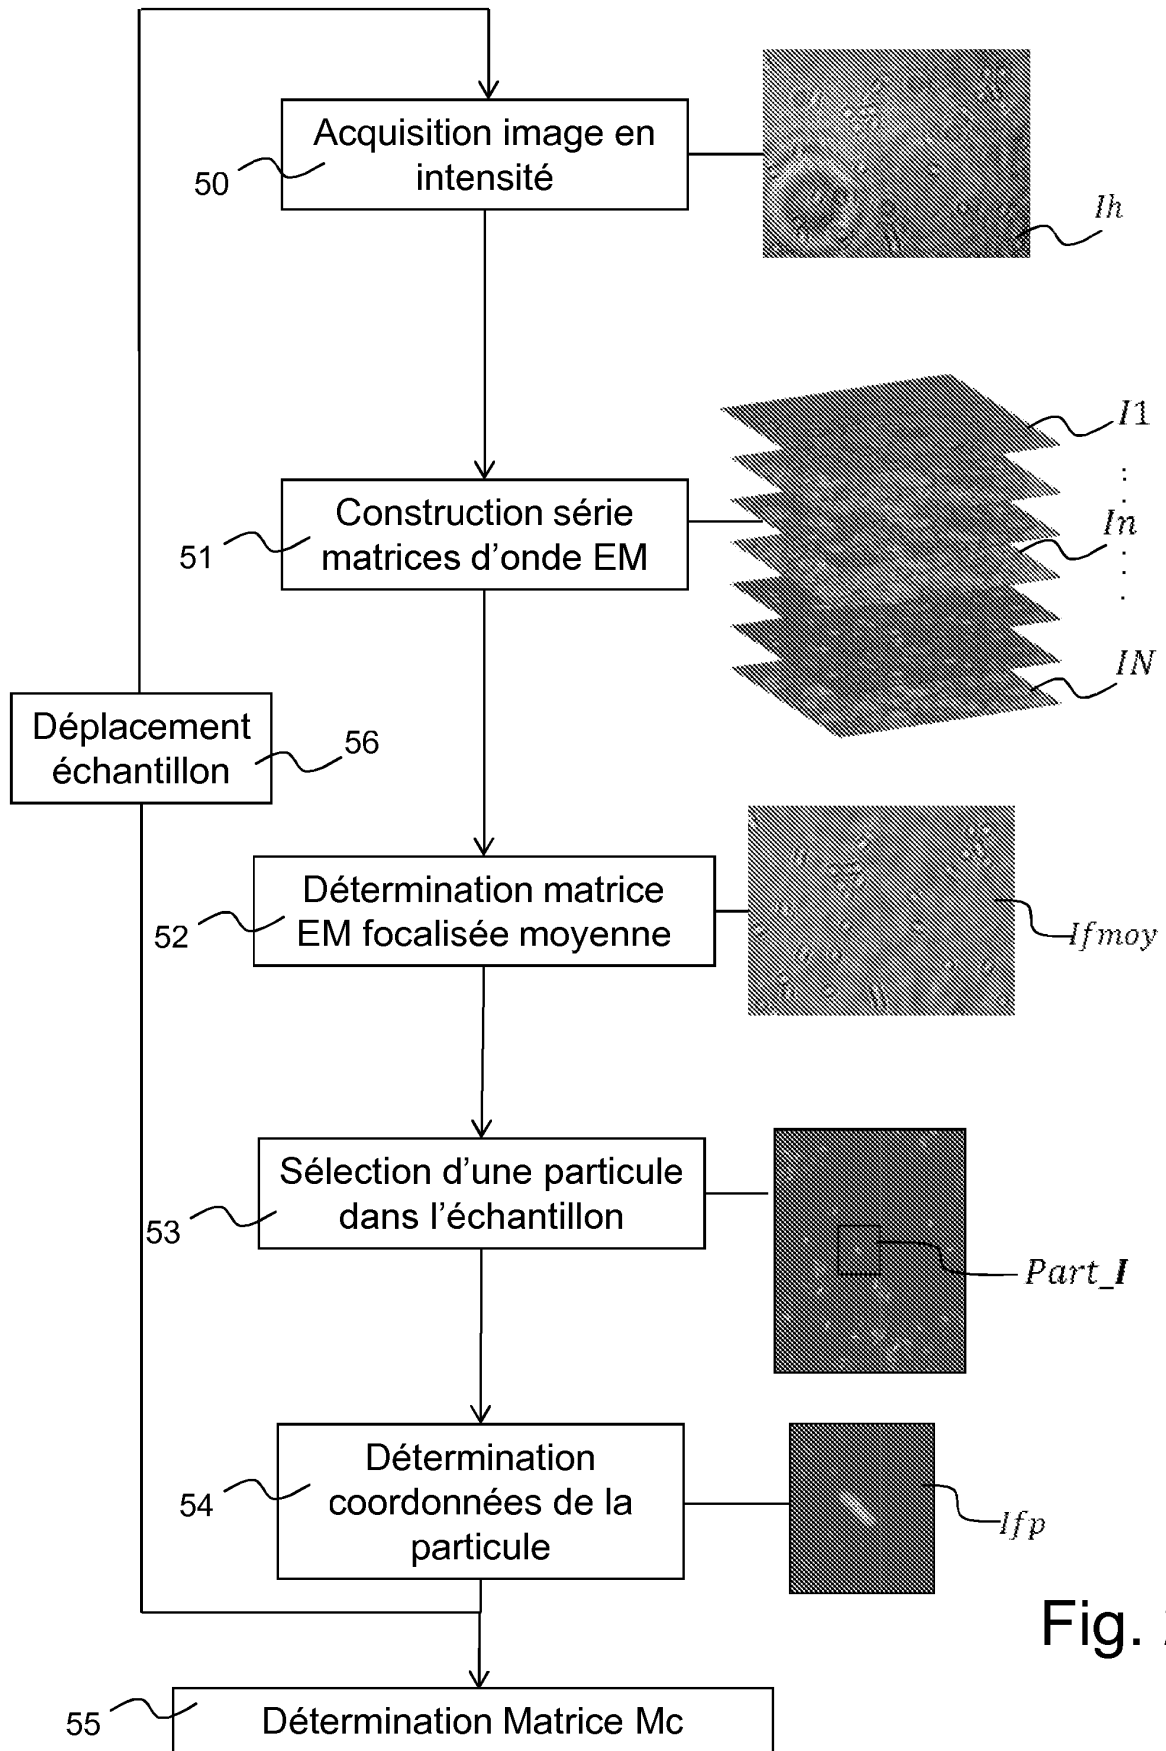 Acquisition image en
intensité
50
Ih
I1
Construction série
matrices d'onde EM
51
In
IN
Déplacement
échantillon
56
Détermination matrice
EM focalisée moyenne
52
Ifmoy
Sélection d'une particule
dans l'échantillon
53
Part_I
Détermination
coordonnées de la
particule
54
Ifp
Fig.
55
Détermination Matrice Mc